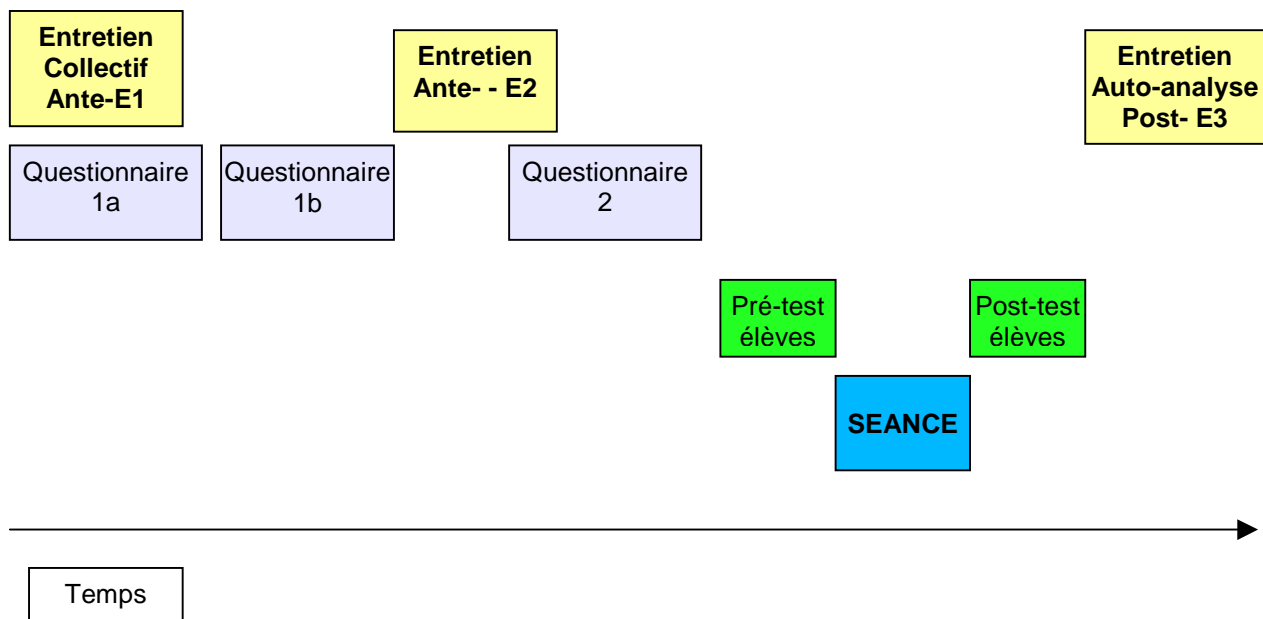 Entretien
Collectif
Ante-E1
Entretien
Ante- - E2
Entretien
Auto-analyse
Post- E3
Questionnaire
1a
Questionnaire
1b
Questionnaire
2
Pré-test
élèves
Post-test
élèves
SEANCE
Temps